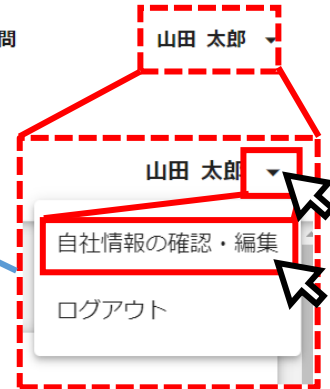 問 山田 太郎
山田 太郎
自社情報の確認・編集
ログアウト